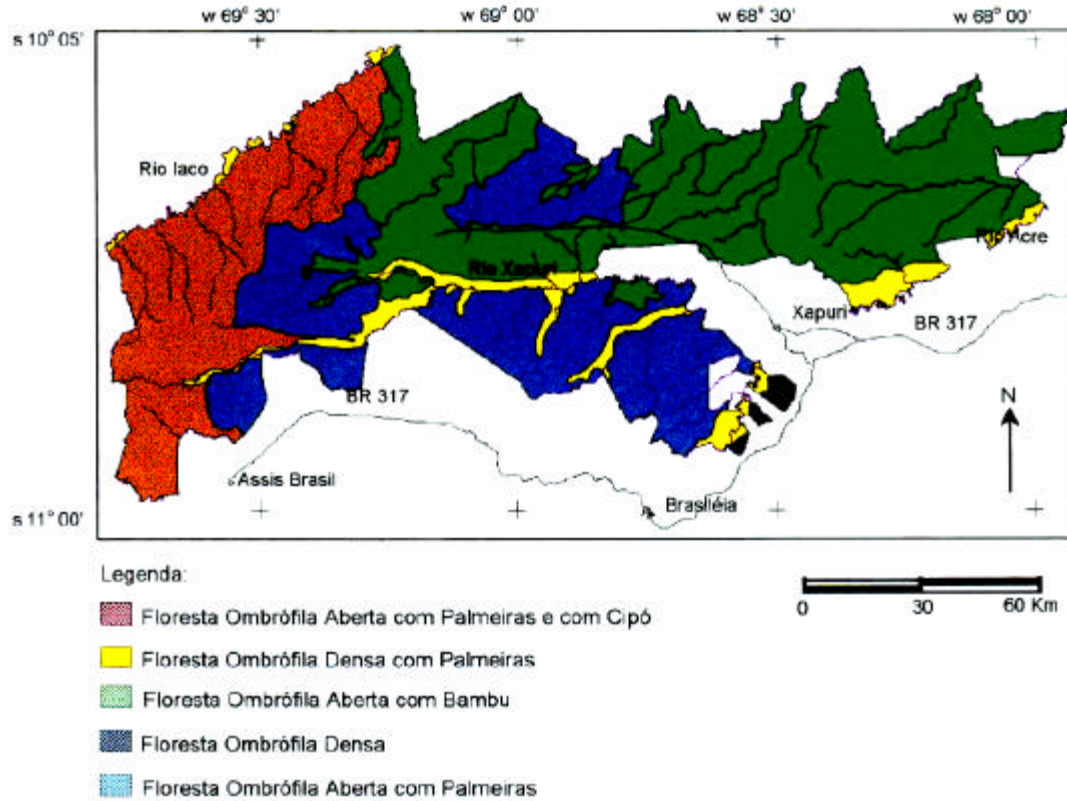 w 69° 30'
w 69° 00'
w 68° 30'
w 68° 00'
s 10° 05'
Rio Iaco
Rio Acre
Rio Xapuri
Xapuri
BR 317
BR 317
N
Assis Brasil
Brasiléia
s 11° 00'
Legenda:
Floresta Ombrófila Aberta com Palmeiras e com Cipó
Floresta Ombrófila Densa com Palmeiras
Floresta Ombrófila Aberta com Bambu
Floresta Ombrófila Densa
Floresta Ombrófila Aberta com Palmeiras
0 30 60 Km